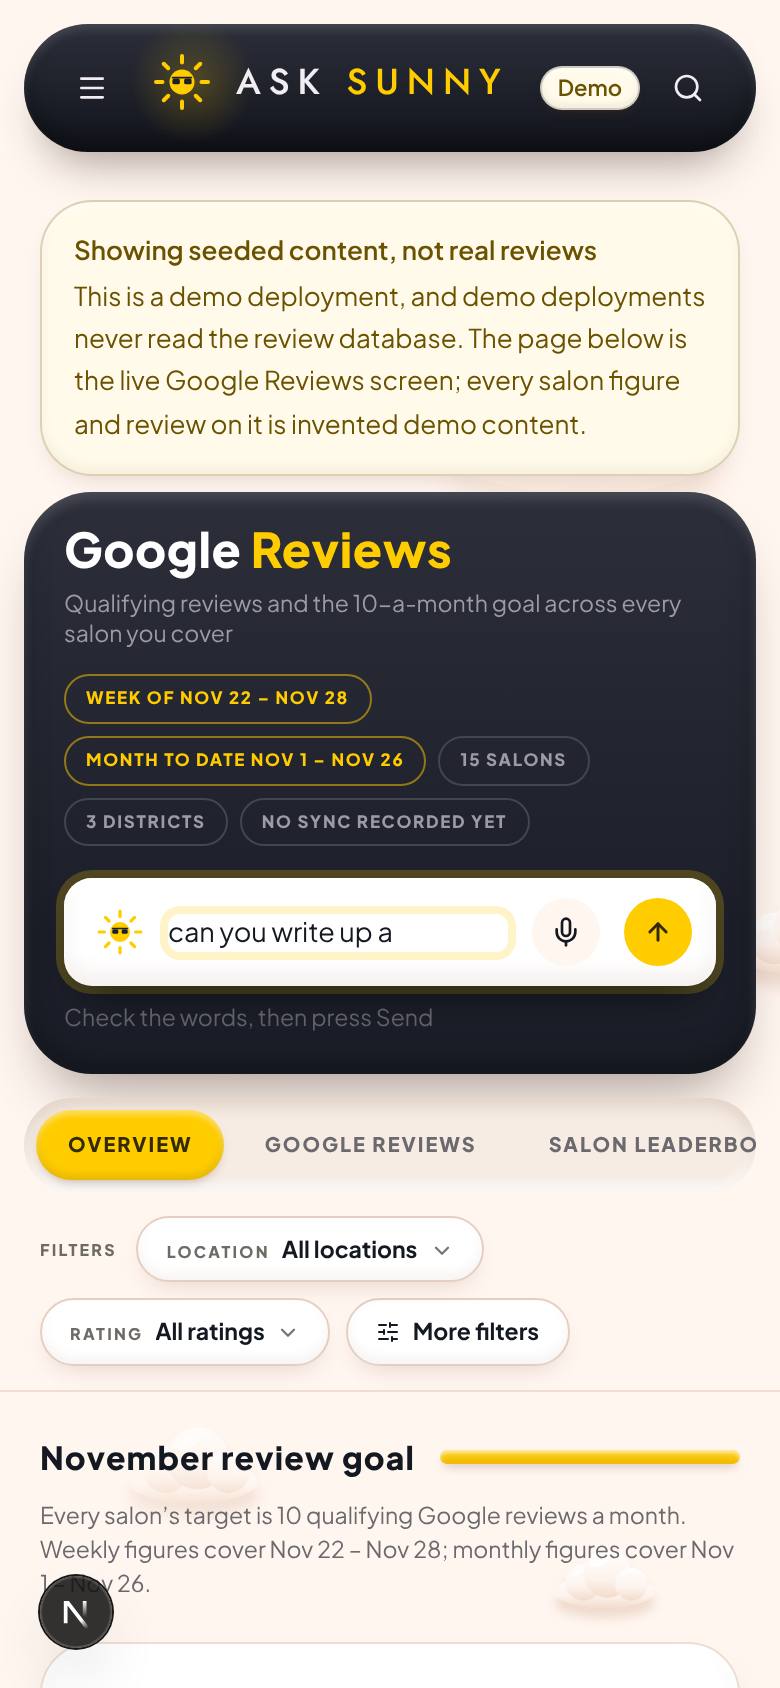 ASK SUNNY
Demo
Showing seeded content, not real reviews
This is a demo deployment, and demo deployments
never read the review database. The page below is
the live Google Reviews screen; every salon figure
and review on it is invented demo content.
Google Reviews
Qualifying reviews and the 10–a-month goal across every
salon you cover
WEEK OF NOV 22 – NOV 28
MONTH TO DATE NOV 1 – NOV 26
15 SALONS
3 DISTRICTS
NO SYNC RECORDED YET
can you write up a
Check the words, then press Send
OVERVIEW
GOOGLE REVIEWS
SALON LEADERBO
FILTERS
LOCATION All locations
RATING All ratings
More filters
November review goal
Every salon’s target is 10 qualifying Google reviews a month.
Weekly figures cover Nov 22 – Nov 28; monthly figures cover Nov
1 – Nov 26.
N